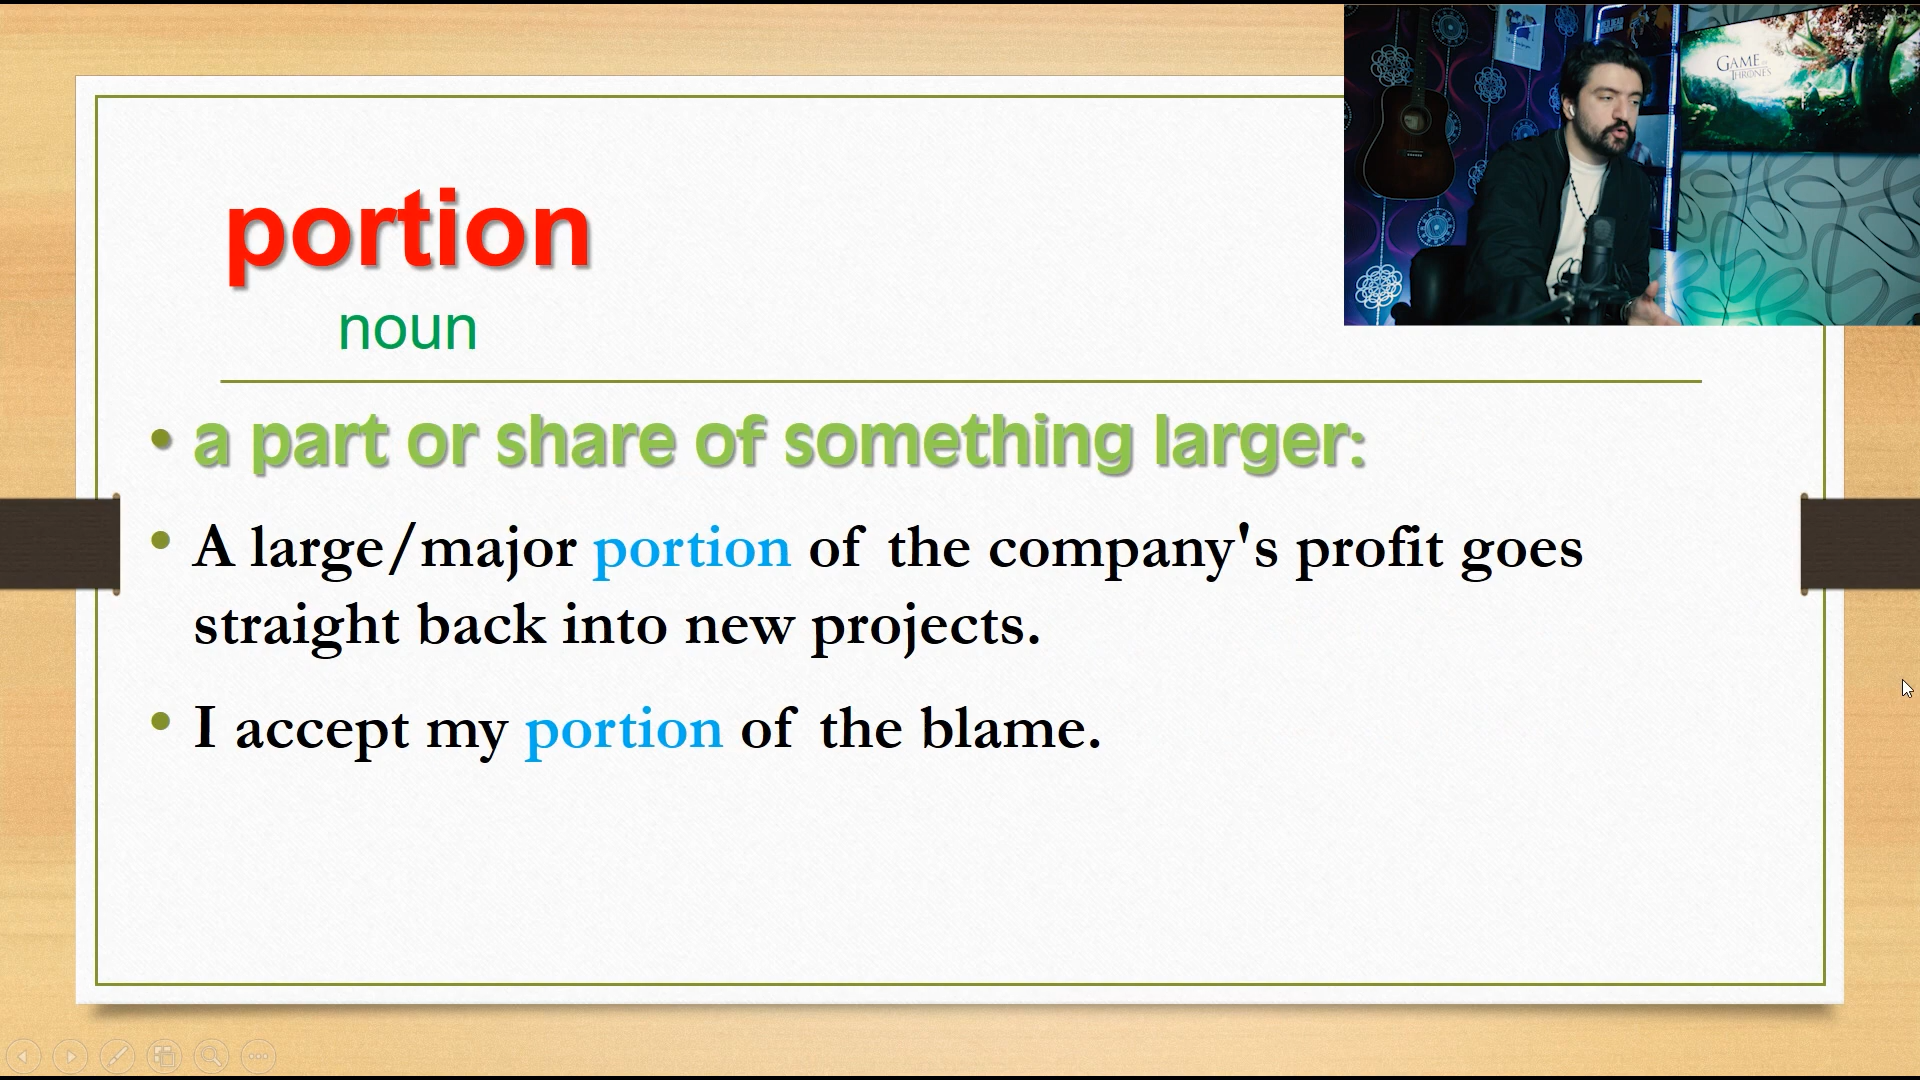 GAME OF THRONES
portion
noun
• a part or share of something larger:
• A large/major portion of the company's profit goes
straight back into new projects.
• I accept my portion of the blame.